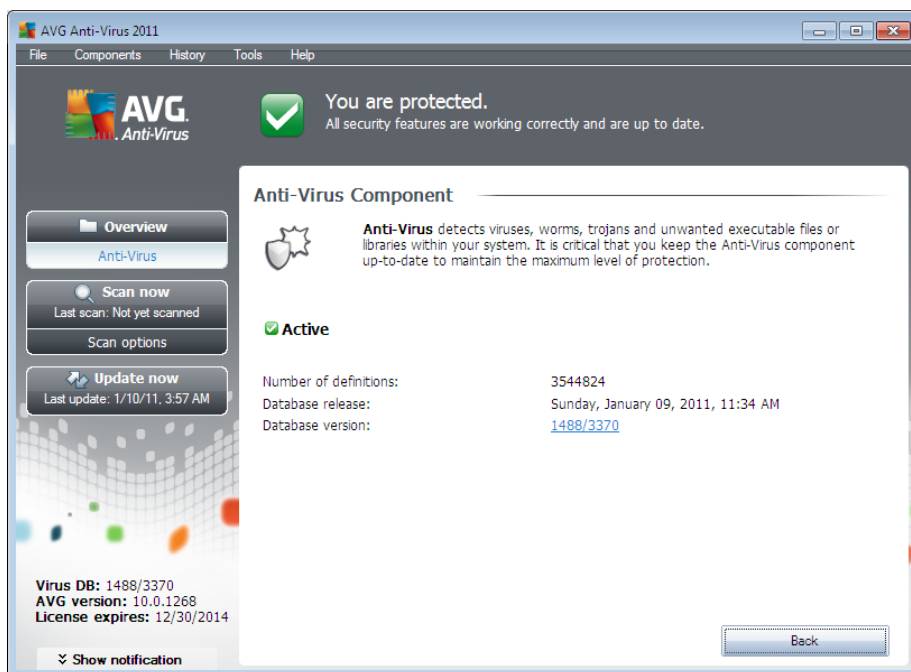 AVG Anti-Virus 2011
File Components History Tools Help
AVG.
Anti-Virus
You are protected.
All security features are working correctly and are up to date.
Overview
Anti-Virus
Scan now
Last scan: Not yet scanned
Scan options
Update now
Last update: 1/10/11, 3:57 AM
Virus DB: 1488/3370
AVG version: 10.0.1268
License expires: 12/30/2014
Show notification
Anti-Virus Component
Anti-Virus detects viruses, worms, trojans and unwanted executable files or
libraries within your system. It is critical that you keep the Anti-Virus component
up-to-date to maintain the maximum level of protection.
Active
Number of definitions: 3544824
Database release: Sunday, January 09, 2011, 11:34 AM
Database version: 1488/3370
Back